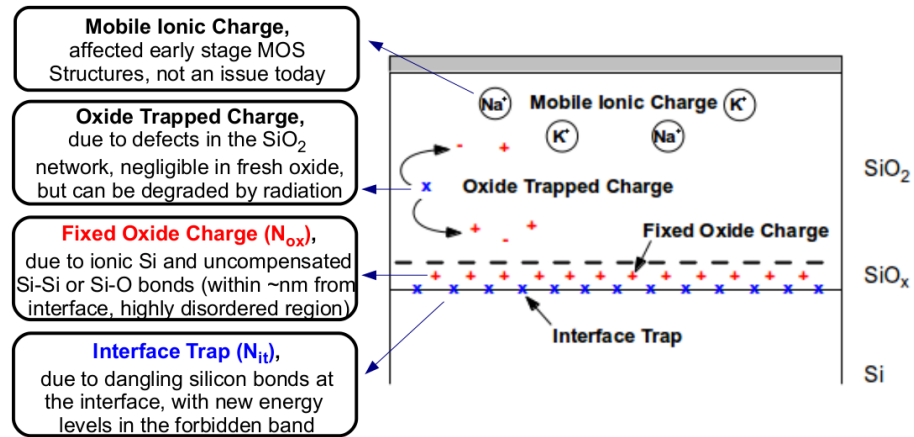 Mobile Ionic Charge,
affected early stage MOS
Structures, not an issue today
Oxide Trapped Charge,
due to defects in the SiO₂
network, negligible in fresh oxide,
but can be degraded by radiation
Fixed Oxide Charge (Nₒₓ),
due to ionic Si and uncompensated
Si-Si or Si-O bonds (within ~nm from
interface, highly disordered region)
Interface Trap (Nᵢₜ),
due to dangling silicon bonds at
the interface, with new energy
levels in the forbidden band
Na⁺ Mobile Ionic Charge K⁺
K⁺ Na⁺
- +
x Oxide Trapped Charge
+ - +
Fixed Oxide Charge
+ + + + + + + + + + + +
x x x x x x x x x x x x
Interface Trap
SiO₂
SiOₓ
Si